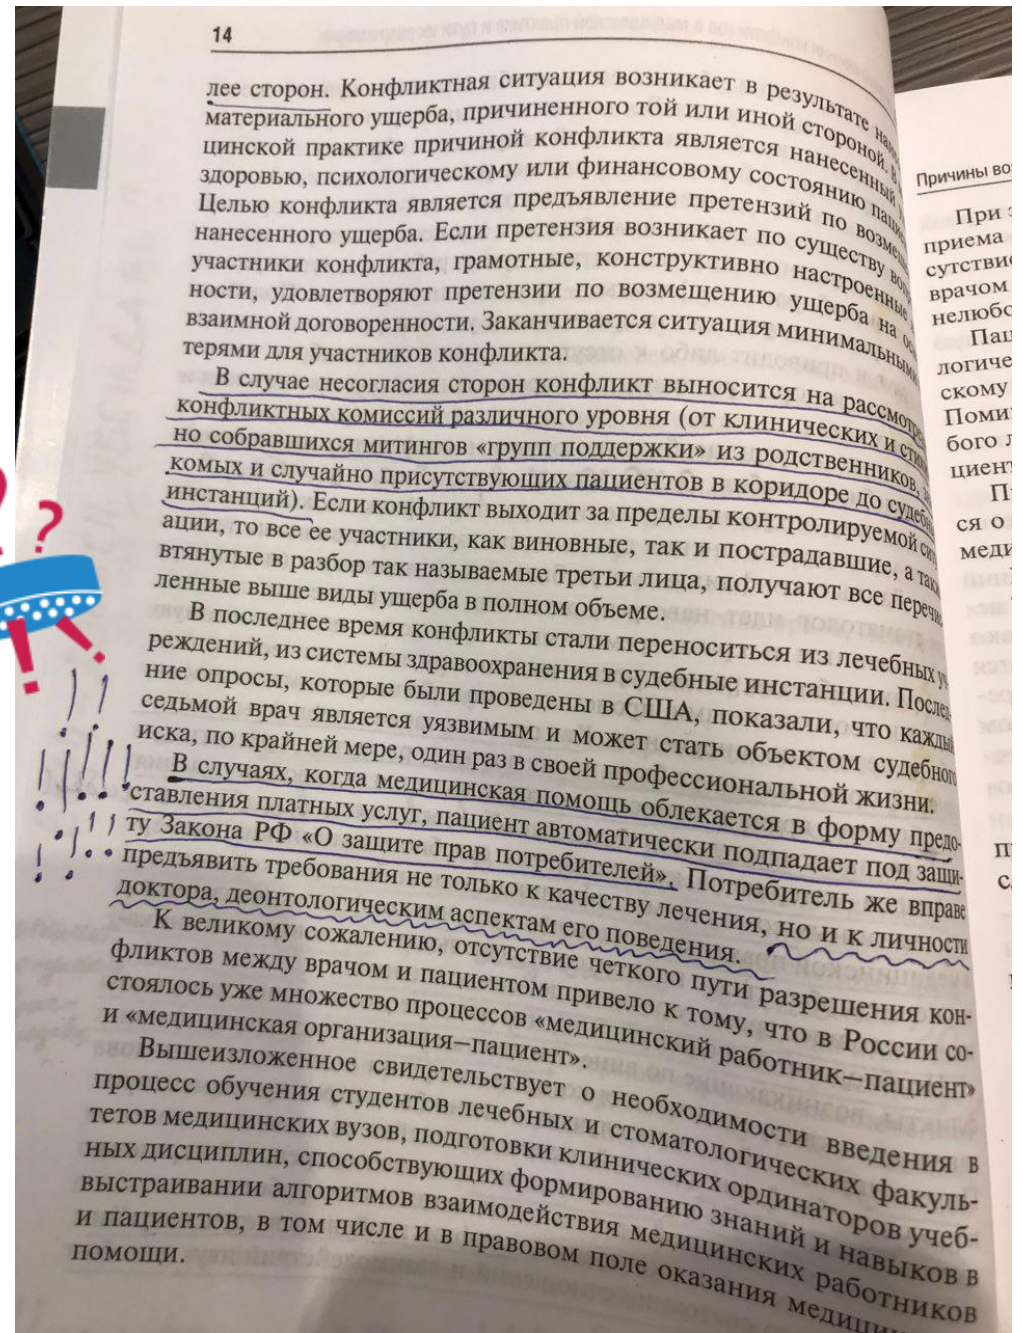 14
лее сторон. Конфликтная ситуация возникает в результате
материального ущерба, причиненного той или иной стороной. В
цинской практике причиной конфликта является нанесенный
здоровью, психологическому или финансовому состоянию
Целью конфликта является предъявление претензий по
нанесенного ущерба. Если претензия возникает по существу
участники конфликта, грамотные, конструктивно настроенные
ности, удовлетворяют претензии по возмещению ущерба на
взаимной договоренности. Заканчивается ситуация минимальными
терями для участников конфликта.
В случае несогласия сторон конфликт выносится на
конфликтных комиссий различного уровня (от клинических и
но собравшихся митингов «групп поддержки» из родственников,
комых и случайно присутствующих пациентов в коридоре до
инстанций). Если конфликт выходит за пределы контролируемой
ации, то все ее участники, как виновные, так и пострадавшие, а
втянутые в разбор так называемые третьи лица, получают все
ленные выше виды ущерба в полном объеме.
В последнее время конфликты стали переноситься из лечебных
реждений, из системы здравоохранения в судебные инстанции.
ние опросы, которые были проведены в США, показали, что каждый
седьмой врач является уязвимым и может стать объектом судебного
иска, по крайней мере, один раз в своей профессиональной жизни.
В случаях, когда медицинская помощь облекается в форму предо-
ставления платных услуг, пациент автоматически подпадает под защи-
ту Закона РФ «О защите прав потребителей». Потребитель же вправе
предъявить требования не только к качеству лечения, но и к личности
доктора, деонтологическим аспектам его поведения.
К великому сожалению, отсутствие четкого пути разрешения кон-
фликтов между врачом и пациентом привело к тому, что в России со-
стоялось уже множество процессов «медицинский работник–пациент»
и «медицинская организация–пациент».
Вышеизложенное свидетельствует о необходимости введения в
процесс обучения студентов лечебных и стоматологических факуль-
тетов медицинских вузов, подготовки клинических ординаторов учеб-
ных дисциплин, способствующих формированию знаний и навыков в
выстраивании алгоритмов взаимодействия медицинских работников
и пациентов, в том числе и в правовом поле оказания
помощи.
Причины
При
приема
врачом